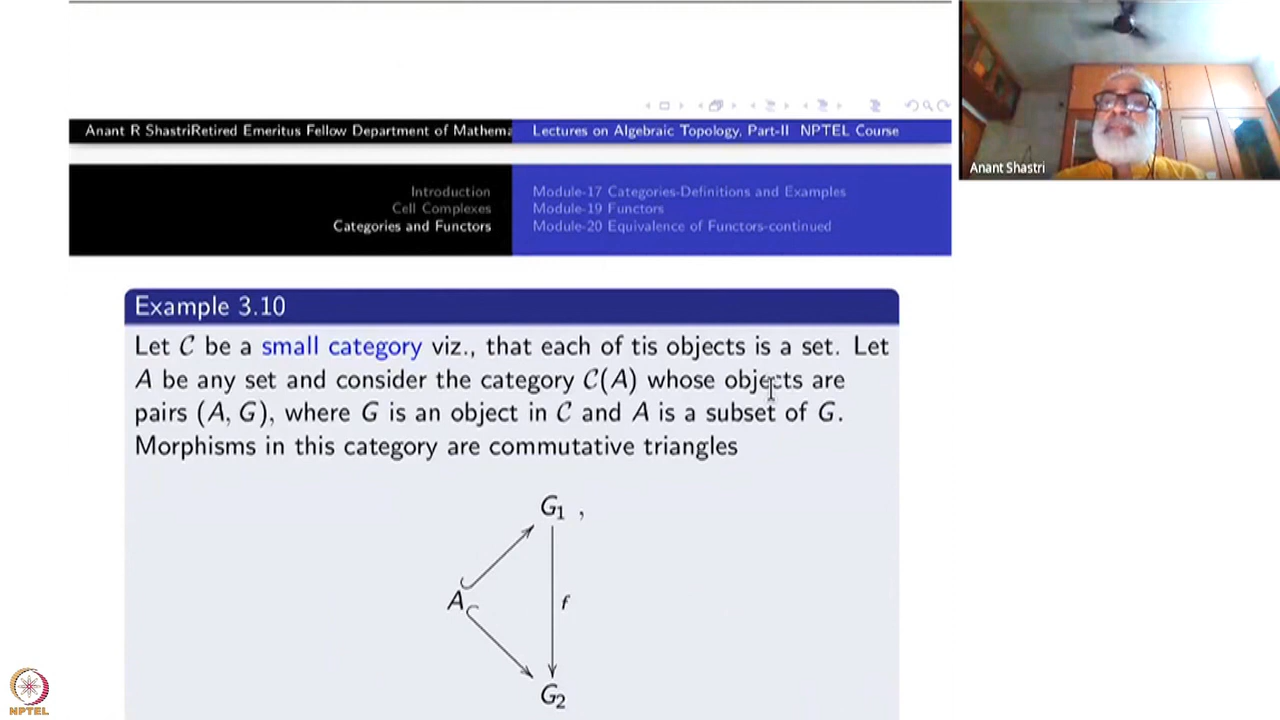 Anant R ShastriRetired Emeritus Fellow Department of Mathema
Lectures on Algebraic Topology, Part-II NPTEL Course
Anant Shastri
Introduction
Cell Complexes
Categories and Functors
Module-17 Categories-Definitions and Examples
Module-19 Functors
Module-20 Equivalence of Functors-continued
Example 3.10
Let 𝒞 be a small category viz., that each of tis objects is a set. Let
A be any set and consider the category 𝒞(A) whose objects are
pairs (A, G), where G is an object in 𝒞 and A is a subset of G.
Morphisms in this category are commutative triangles
G₁ ,
A
f
G₂
NPTEL